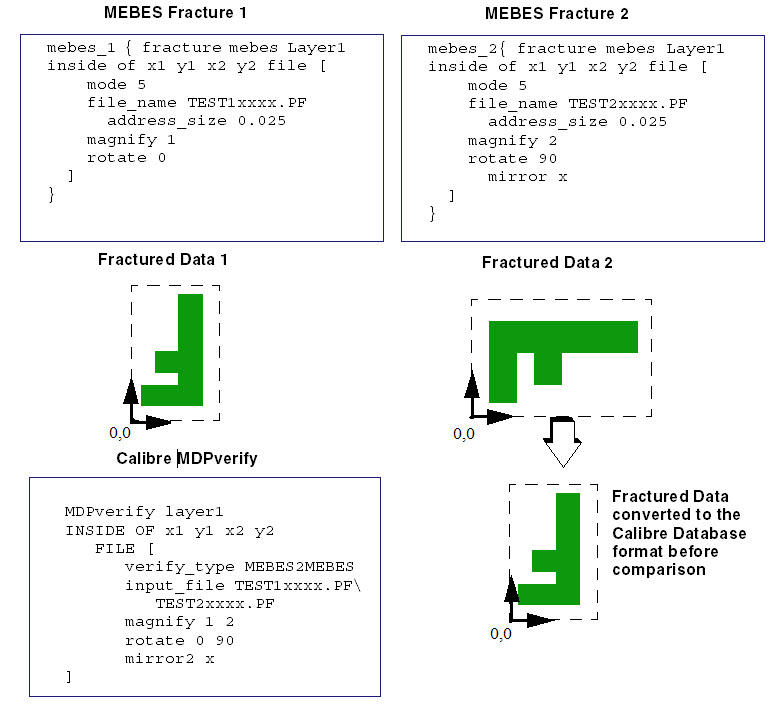 MEBES Fracture 1
mebes_1 { fracture mebes Layer1
inside of x1 y1 x2 y2 file [
mode 5
file_name TEST1xxxx.PF
address_size 0.025
magnify 1
rotate 0
]
}
MEBES Fracture 2
mebes_2{ fracture mebes Layer1
inside of x1 y1 x2 y2 file [
mode 5
file_name TEST2xxxx.PF
address_size 0.025
magnify 2
rotate 90
mirror x
]
}
Fractured Data 1
0,0
Fractured Data 2
0,0
Calibre MDPverify
MDPverify layer1
INSIDE OF x1 y1 x2 y2
FILE [
verify_type MEBES2MEBES
input_file TEST1xxxx.PF\
TEST2xxxx.PF
magnify 1 2
rotate 0 90
mirror2 x
]
0,0
Fractured Data
converted to the
Calibre Database
format before
comparison